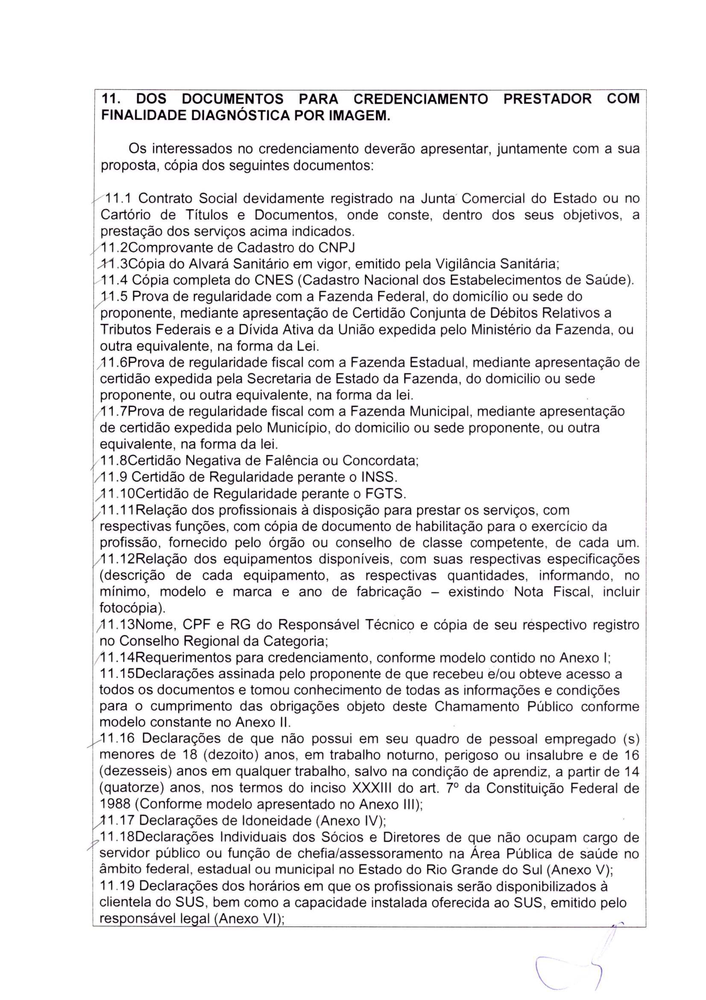 11. DOS DOCUMENTOS PARA CREDENCIAMENTO PRESTADOR COM
FINALIDADE DIAGNÓSTICA POR IMAGEM.
Os interessados no credenciamento deverão apresentar, juntamente com a sua
proposta, cópia dos seguintes documentos:
11.1 Contrato Social devidamente registrado na Junta Comercial do Estado ou no
Cartório de Títulos e Documentos, onde conste, dentro dos seus objetivos, a
prestação dos serviços acima indicados.
11.2Comprovante de Cadastro do CNPJ
11.3Cópia do Alvará Sanitário em vigor, emitido pela Vigilância Sanitária;
11.4 Cópia completa do CNES (Cadastro Nacional dos Estabelecimentos de Saúde).
11.5 Prova de regularidade com a Fazenda Federal, do domicílio ou sede do
proponente, mediante apresentação de Certidão Conjunta de Débitos Relativos a
Tributos Federais e a Dívida Ativa da União expedida pelo Ministério da Fazenda, ou
outra equivalente, na forma da Lei.
11.6Prova de regularidade fiscal com a Fazenda Estadual, mediante apresentação de
certidão expedida pela Secretaria de Estado da Fazenda, do domicilio ou sede
proponente, ou outra equivalente, na forma da lei.
11.7Prova de regularidade fiscal com a Fazenda Municipal, mediante apresentação
de certidão expedida pelo Município, do domicilio ou sede proponente, ou outra
equivalente, na forma da lei.
11.8Certidão Negativa de Falência ou Concordata;
11.9 Certidão de Regularidade perante o INSS.
11.10Certidão de Regularidade perante o FGTS.
11.11Relação dos profissionais à disposição para prestar os serviços, com
respectivas funções, com cópia de documento de habilitação para o exercício da
profissão, fornecido pelo órgão ou conselho de classe competente, de cada um.
11.12Relação dos equipamentos disponíveis, com suas respectivas especificações
(descrição de cada equipamento, as respectivas quantidades, informando, no
mínimo, modelo e marca e ano de fabricação – existindo Nota Fiscal, incluir
fotocópia).
11.13Nome, CPF e RG do Responsável Técnico e cópia de seu respectivo registro
no Conselho Regional da Categoria;
11.14Requerimentos para credenciamento, conforme modelo contido no Anexo I;
11.15Declarações assinada pelo proponente de que recebeu e/ou obteve acesso a
todos os documentos e tomou conhecimento de todas as informações e condições
para o cumprimento das obrigações objeto deste Chamamento Público conforme
modelo constante no Anexo II.
11.16 Declarações de que não possui em seu quadro de pessoal empregado (s)
menores de 18 (dezoito) anos, em trabalho noturno, perigoso ou insalubre e de 16
(dezesseis) anos em qualquer trabalho, salvo na condição de aprendiz, a partir de 14
(quatorze) anos, nos termos do inciso XXXIII do art. 7º da Constituição Federal de
1988 (Conforme modelo apresentado no Anexo III);
11.17 Declarações de Idoneidade (Anexo IV);
11.18Declarações Individuais dos Sócios e Diretores de que não ocupam cargo de
servidor público ou função de chefia/assessoramento na Área Pública de saúde no
âmbito federal, estadual ou municipal no Estado do Rio Grande do Sul (Anexo V);
11.19 Declarações dos horários em que os profissionais serão disponibilizados à
clientela do SUS, bem como a capacidade instalada oferecida ao SUS, emitido pelo
responsável legal (Anexo VI);